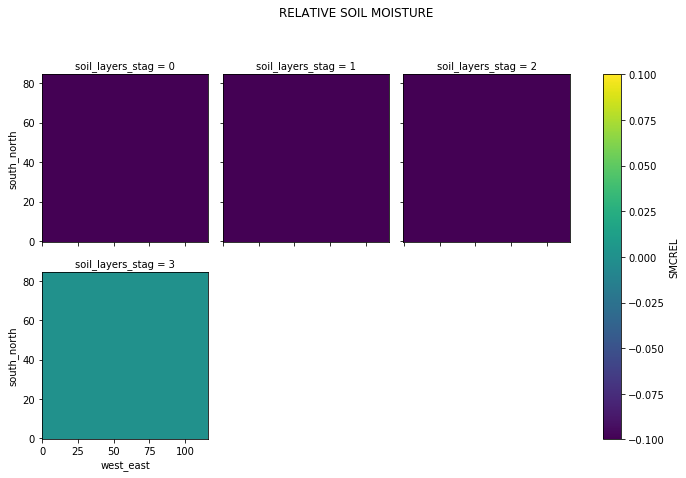 RELATIVE SOIL MOISTURE
soil_layers_stag = 0
soil_layers_stag = 1
soil_layers_stag = 2
80
60
40
20
0
south_north
soil_layers_stag = 3
80
60
40
20
0
south_north
0
25
50
75
100
west_east
0.100
0.075
0.050
0.025
0.000
−0.025
−0.050
−0.075
−0.100
SMCREL